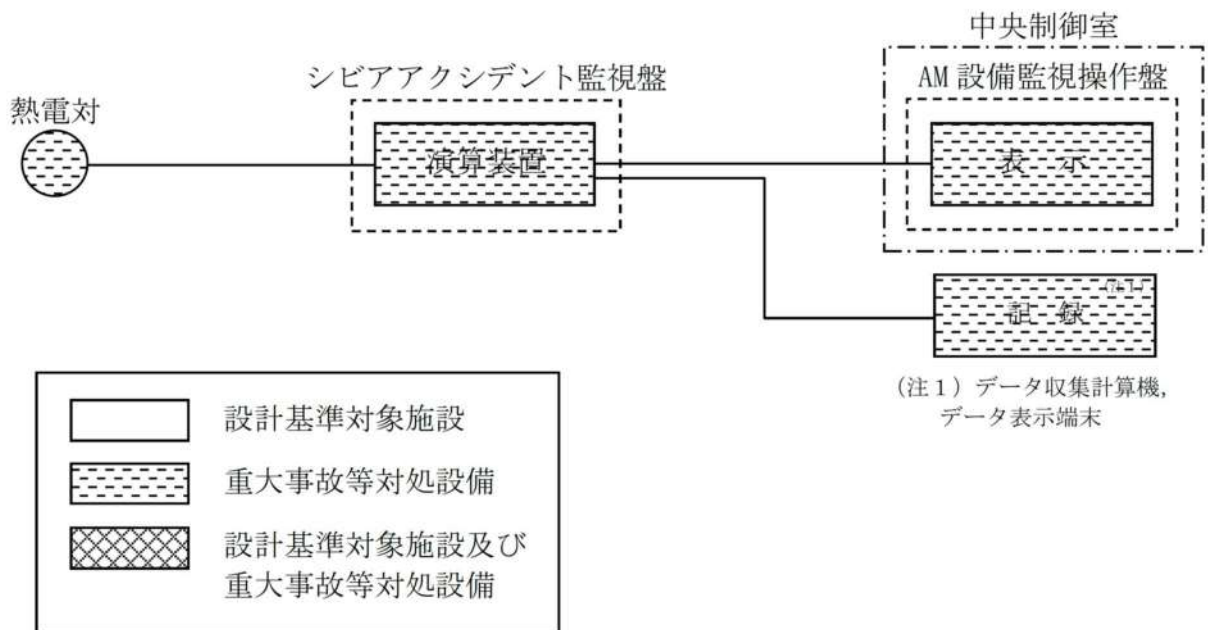 中央制御室
シビアアクシデント監視盤
AM 設備監視操作盤
熱電対
演算装置
表　示
(注１)
記　録
(注１) データ収集計算機,
データ表示端末
設計基準対象施設
重大事故等対処設備
設計基準対象施設及び
重大事故等対処設備